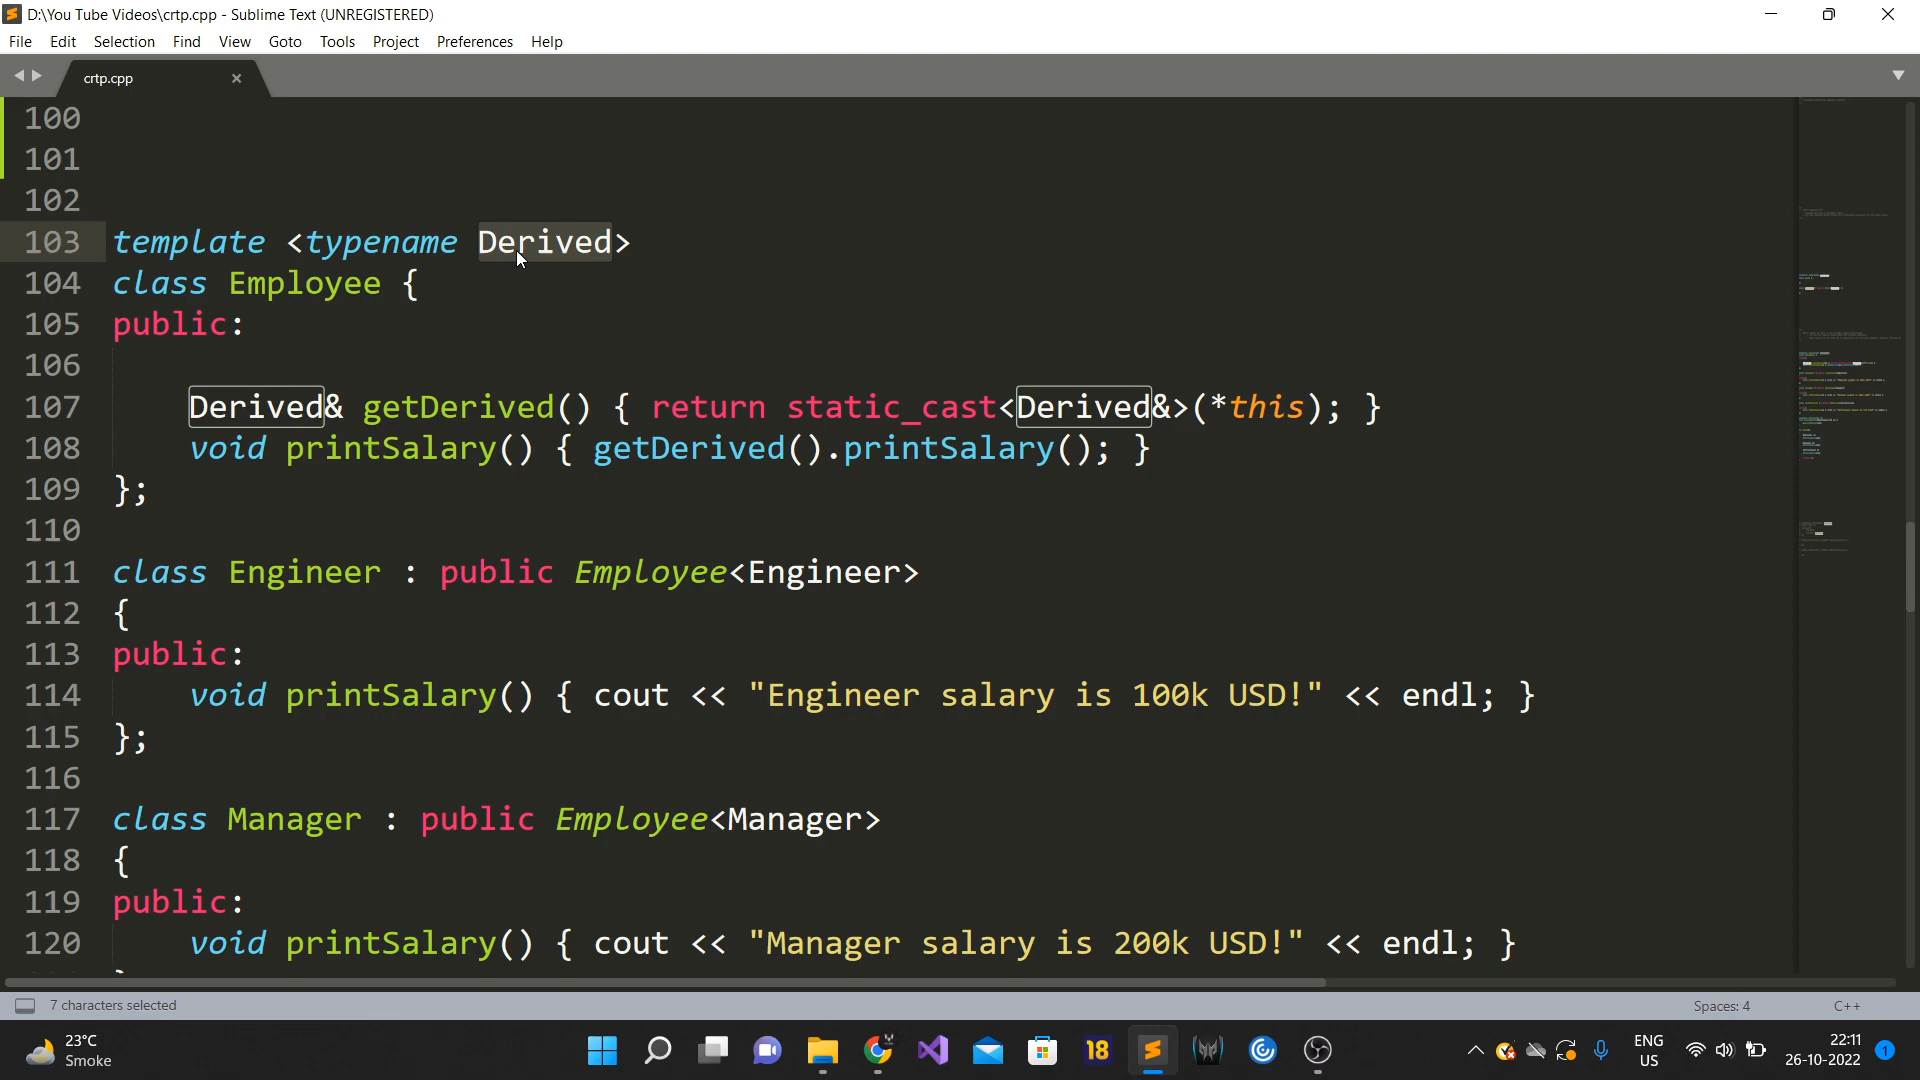 D:\You Tube Videos\crtp.cpp - Sublime Text (UNREGISTERED)
File Edit Selection Find View Goto Tools Project Preferences Help
crtp.cpp
100
101
102
103 template <typename Derived>
104 class Employee {
105 public:
106
107 Derived& getDerived() { return static_cast<Derived&>(*this); }
108 void printSalary() { getDerived().printSalary(); }
109 };
110
111 class Engineer : public Employee<Engineer>
112 {
113 public:
114 void printSalary() { cout << "Engineer salary is 100k USD!" << endl; }
115 };
116
117 class Manager : public Employee<Manager>
118 {
119 public:
120 void printSalary() { cout << "Manager salary is 200k USD!" << endl; }
7 characters selected Spaces: 4 C++
23°C
Smoke
18
ENG
US
22:11
26-10-2022
1